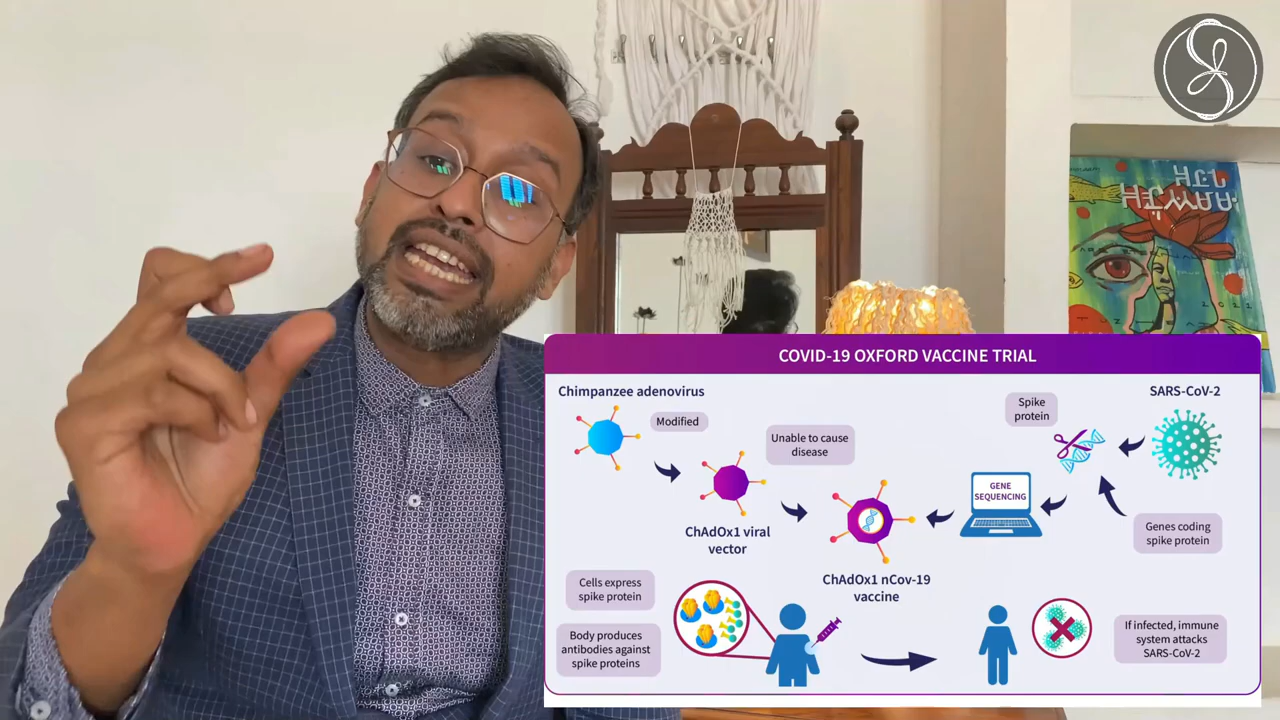 COVID-19 OXFORD VACCINE TRIAL
Chimpanzee adenovirus
Modified
Unable to cause
disease
ChAdOx1 viral
vector
ChAdOx1 nCov-19
vaccine
SARS-CoV-2
Spike
protein
GENE
SEQUENCING
Genes coding
spike protein
Cells express
spike protein
Body produces
antibodies against
spike proteins
If infected, immune
system attacks
SARS-CoV-2